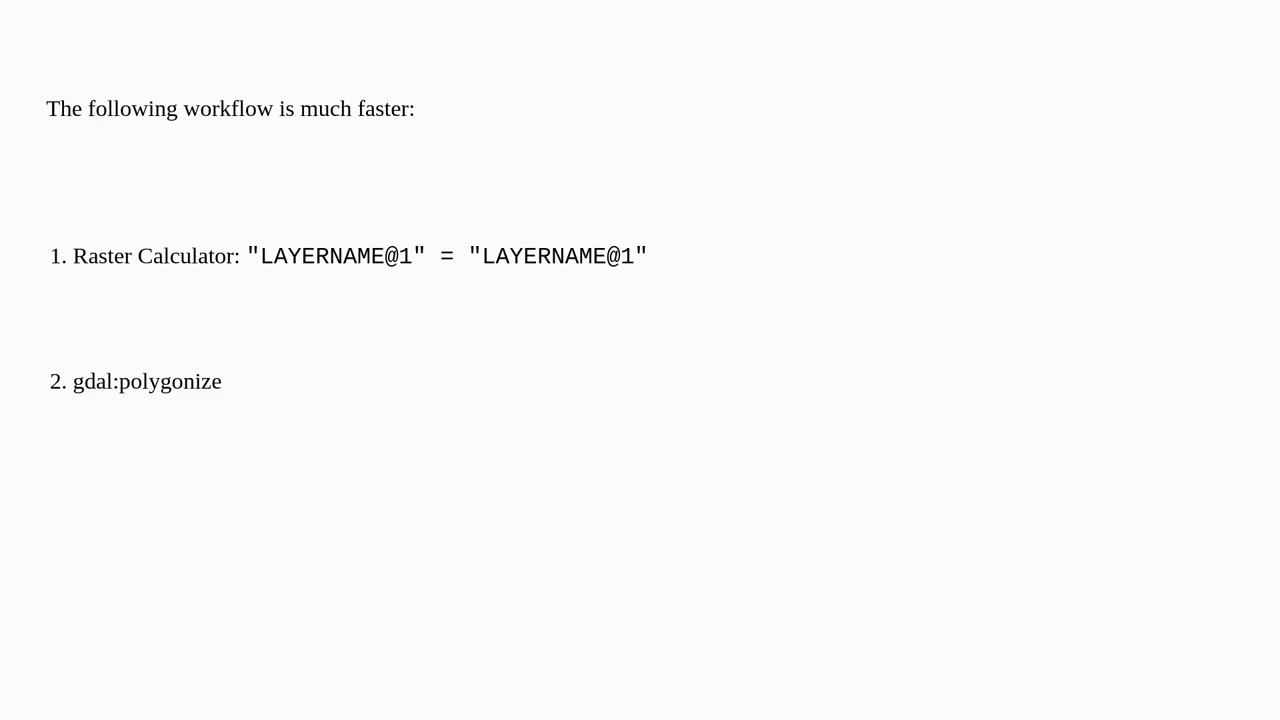 The following workflow is much faster:
1. Raster Calculator: "LAYERNAME@1" = "LAYERNAME@1"
2. gdal:polygonize